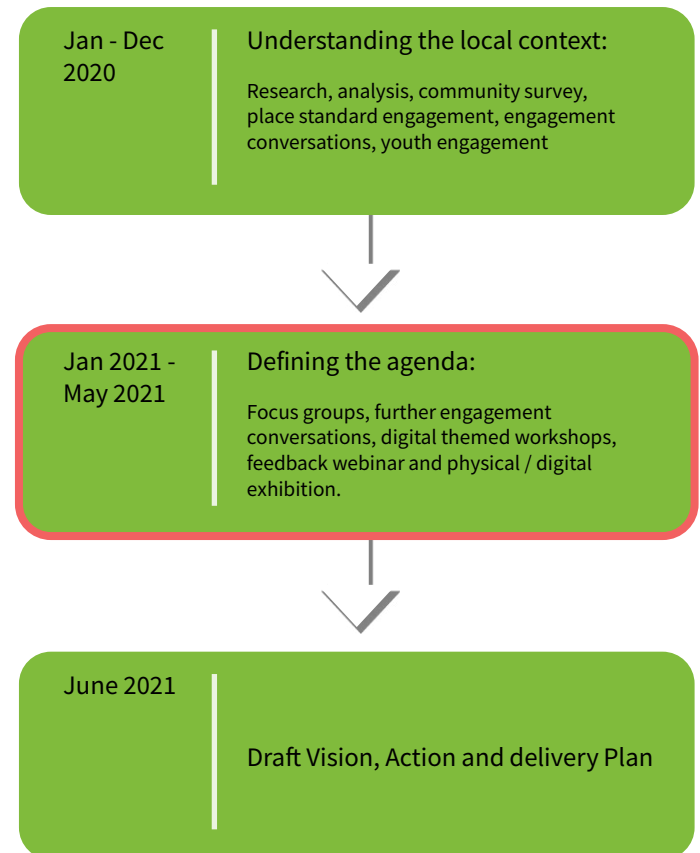 Jan - Dec
2020
Understanding the local context:
Research, analysis, community survey,
place standard engagement, engagement
conversations, youth engagement
Jan 2021 -
May 2021
Defining the agenda:
Focus groups, further engagement
conversations, digital themed workshops,
feedback webinar and physical / digital
exhibition.
June 2021
Draft Vision, Action and delivery Plan